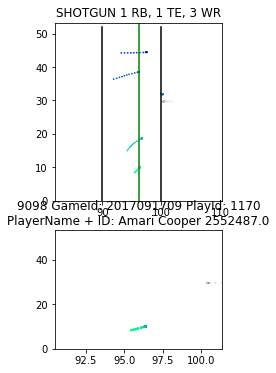 SHOTGUN 1 RB, 1 TE, 3 WR
50
40
30
20
10
0
90 100 110
9098 GameId: 2017091709 PlayId: 1170
PlayerName + ID: Amari Cooper 2552487.0
40
20
0
92.5 95.0 97.5 100.0